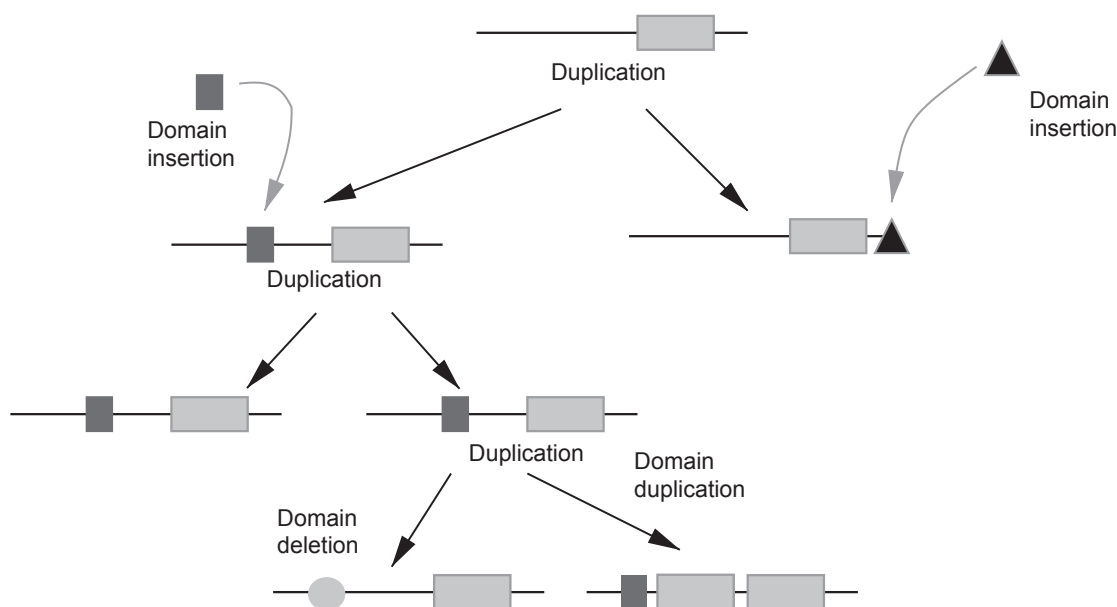 Duplication
Domain
insertion
Domain
insertion
Duplication
Duplication
Domain
duplication
Domain
deletion